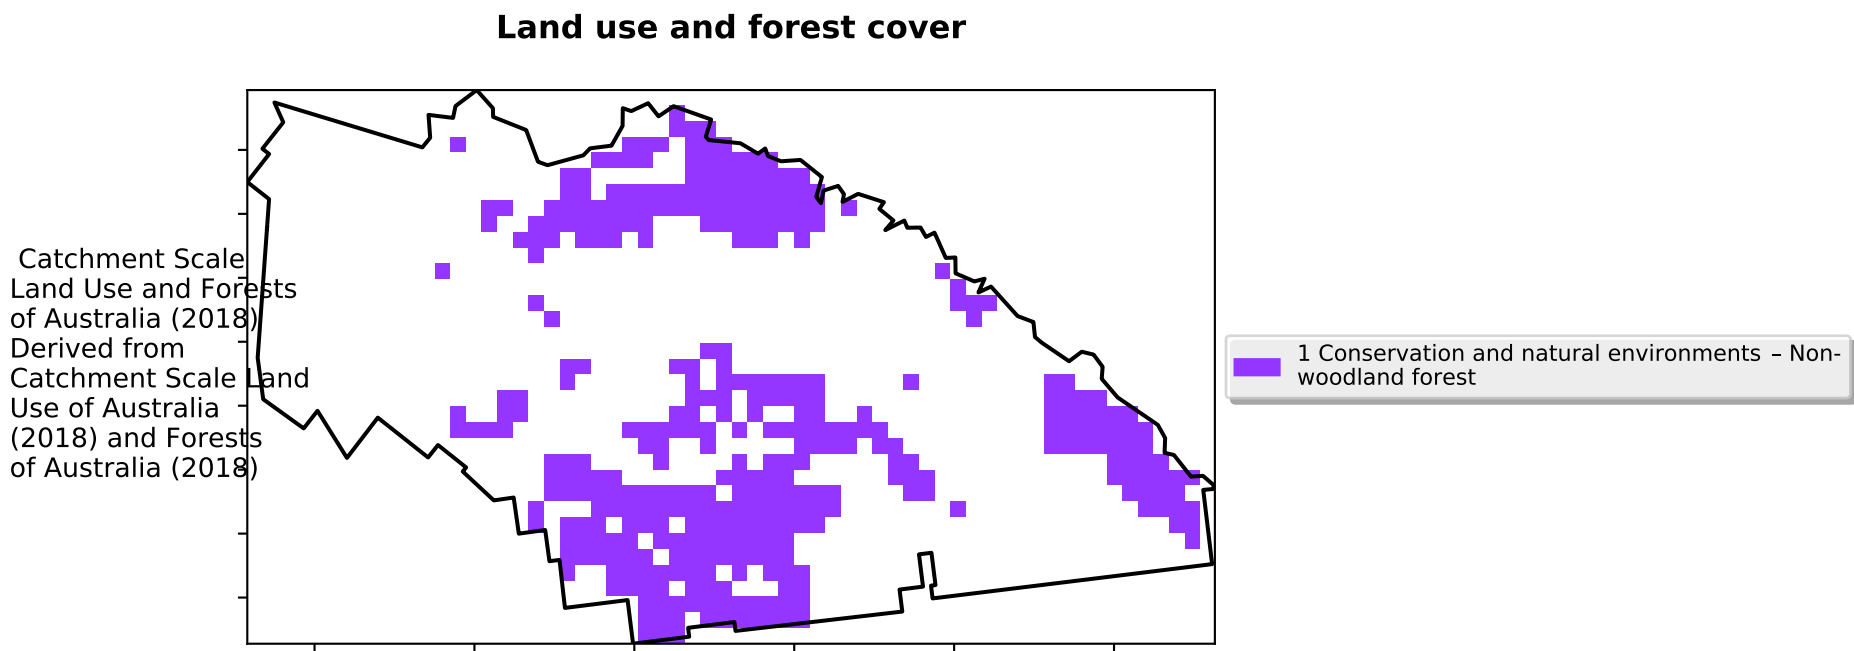 Land use and forest cover
Catchment Scale
Land Use and Forests
of Australia (2018)
Derived from
Catchment Scale Land
Use of Australia
(2018) and Forests
of Australia (2018)
1 Conservation and natural environments – Non-
woodland forest